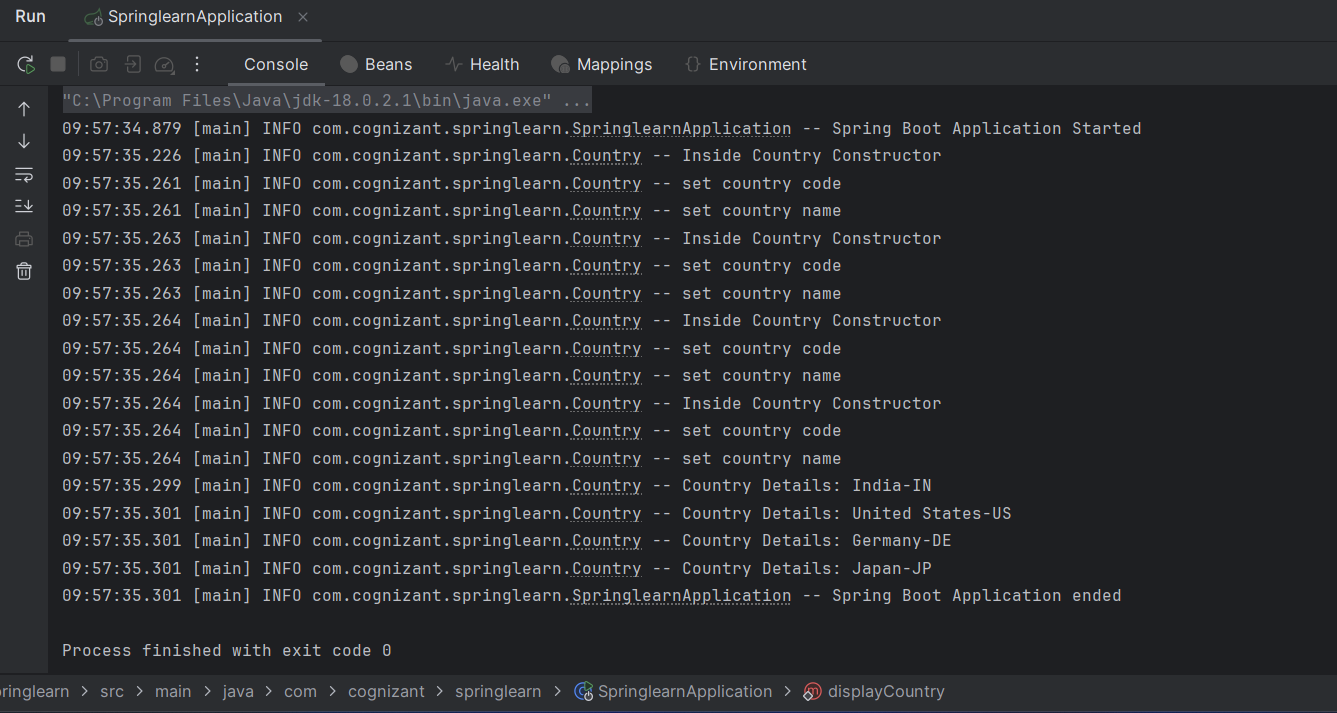 Run SpringlearnApplication ×
Console Beans Health Mappings Environment
"C:\Program Files\Java\jdk-18.0.2.1\bin\java.exe" ...
09:57:34.879 [main] INFO com.cognizant.springlearn.SpringlearnApplication -- Spring Boot Application Started
09:57:35.226 [main] INFO com.cognizant.springlearn.Country -- Inside Country Constructor
09:57:35.261 [main] INFO com.cognizant.springlearn.Country -- set country code
09:57:35.261 [main] INFO com.cognizant.springlearn.Country -- set country name
09:57:35.263 [main] INFO com.cognizant.springlearn.Country -- Inside Country Constructor
09:57:35.263 [main] INFO com.cognizant.springlearn.Country -- set country code
09:57:35.263 [main] INFO com.cognizant.springlearn.Country -- set country name
09:57:35.264 [main] INFO com.cognizant.springlearn.Country -- Inside Country Constructor
09:57:35.264 [main] INFO com.cognizant.springlearn.Country -- set country code
09:57:35.264 [main] INFO com.cognizant.springlearn.Country -- set country name
09:57:35.264 [main] INFO com.cognizant.springlearn.Country -- Inside Country Constructor
09:57:35.264 [main] INFO com.cognizant.springlearn.Country -- set country code
09:57:35.264 [main] INFO com.cognizant.springlearn.Country -- set country name
09:57:35.299 [main] INFO com.cognizant.springlearn.Country -- Country Details: India-IN
09:57:35.301 [main] INFO com.cognizant.springlearn.Country -- Country Details: United States-US
09:57:35.301 [main] INFO com.cognizant.springlearn.Country -- Country Details: Germany-DE
09:57:35.301 [main] INFO com.cognizant.springlearn.Country -- Country Details: Japan-JP
09:57:35.301 [main] INFO com.cognizant.springlearn.SpringlearnApplication -- Spring Boot Application ended
Process finished with exit code 0
ringlearn > src > main > java > com > cognizant > springlearn > SpringlearnApplication > displayCountry